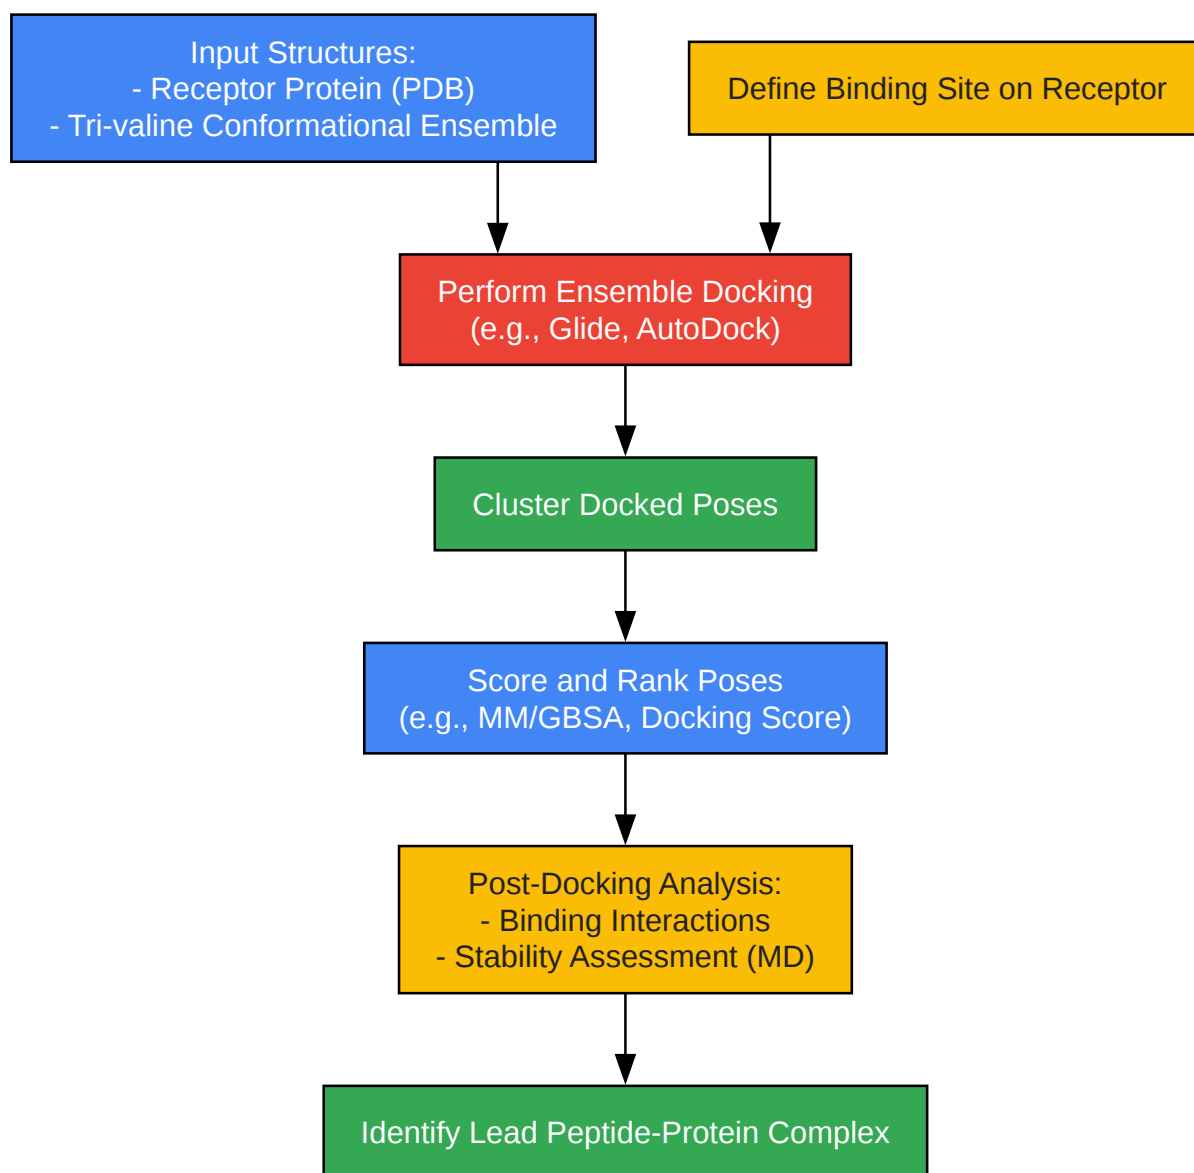 Input Structures:
- Receptor Protein (PDB)
- Tri-valine Conformational Ensemble
Define Binding Site on Receptor
Perform Ensemble Docking
(e.g., Glide, AutoDock)
Cluster Docked Poses
Score and Rank Poses
(e.g., MM/GBSA, Docking Score)
Post-Docking Analysis:
- Binding Interactions
- Stability Assessment (MD)
Identify Lead Peptide-Protein Complex